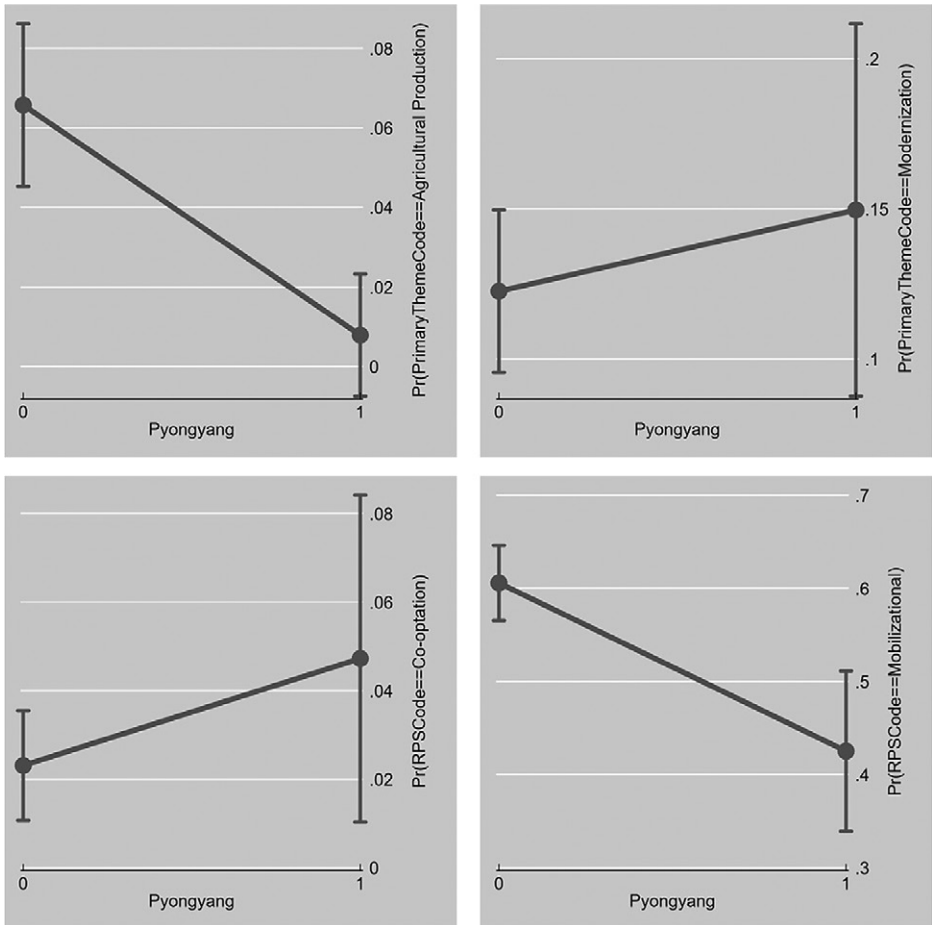 .08
.06
.04
.02
0
Pr(PrimaryThemeCode==Agricultural Production)
0 1
Pyongyang
.2
.15
.1
Pr(PrimaryThemeCode==Modernization)
0 1
Pyongyang
.08
.06
.04
.02
0
Pr(RPSCode==Co-optation)
0 1
Pyongyang
.7
.6
.5
.4
.3
Pr(RPSCode==Mobilizational)
0 1
Pyongyang